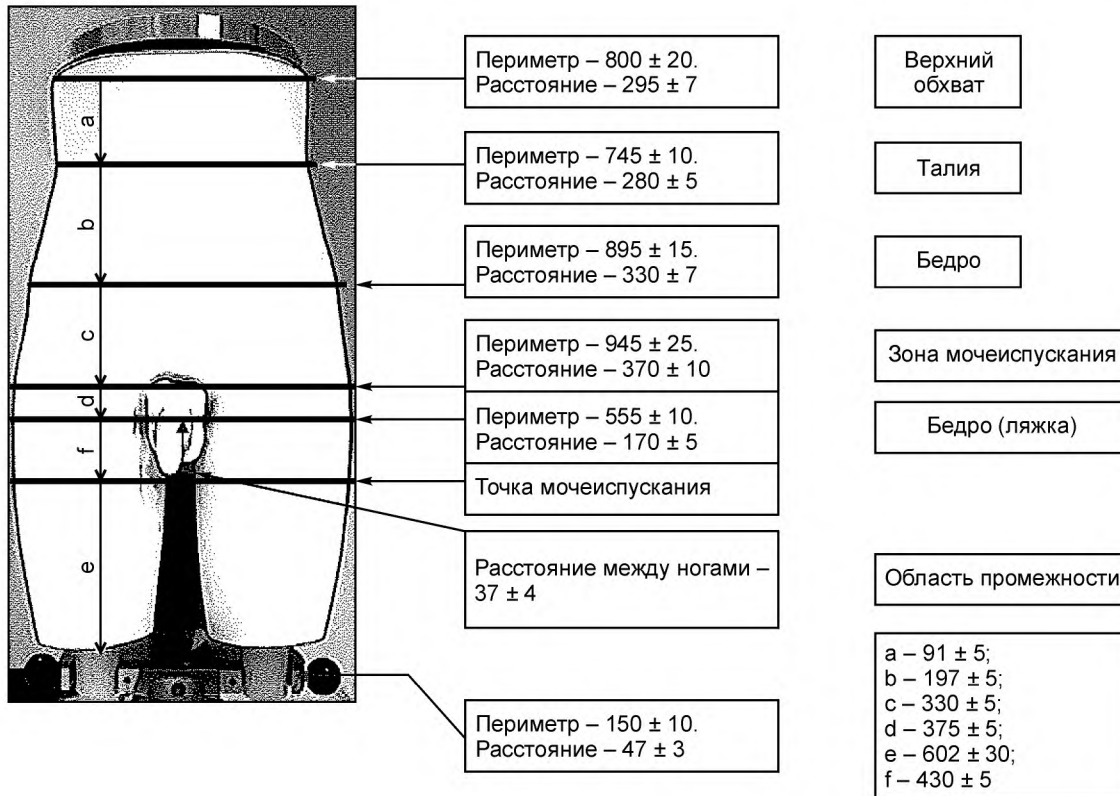 a
b
c
d
f
e
Периметр – 800 ± 20.
Расстояние – 295 ± 7
Периметр – 745 ± 10.
Расстояние – 280 ± 5
Периметр – 895 ± 15.
Расстояние – 330 ± 7
Периметр – 945 ± 25.
Расстояние – 370 ± 10
Периметр – 555 ± 10.
Расстояние – 170 ± 5
Точка мочеиспускания
Расстояние между ногами –
37 ± 4
Периметр – 150 ± 10.
Расстояние – 47 ± 3
Верхний
обхват
Талия
Бедро
Зона мочеиспускания
Бедро (ляжка)
Область промежности
a – 91 ± 5;
b – 197 ± 5;
c – 330 ± 5;
d – 375 ± 5;
e – 602 ± 30;
f – 430 ± 5